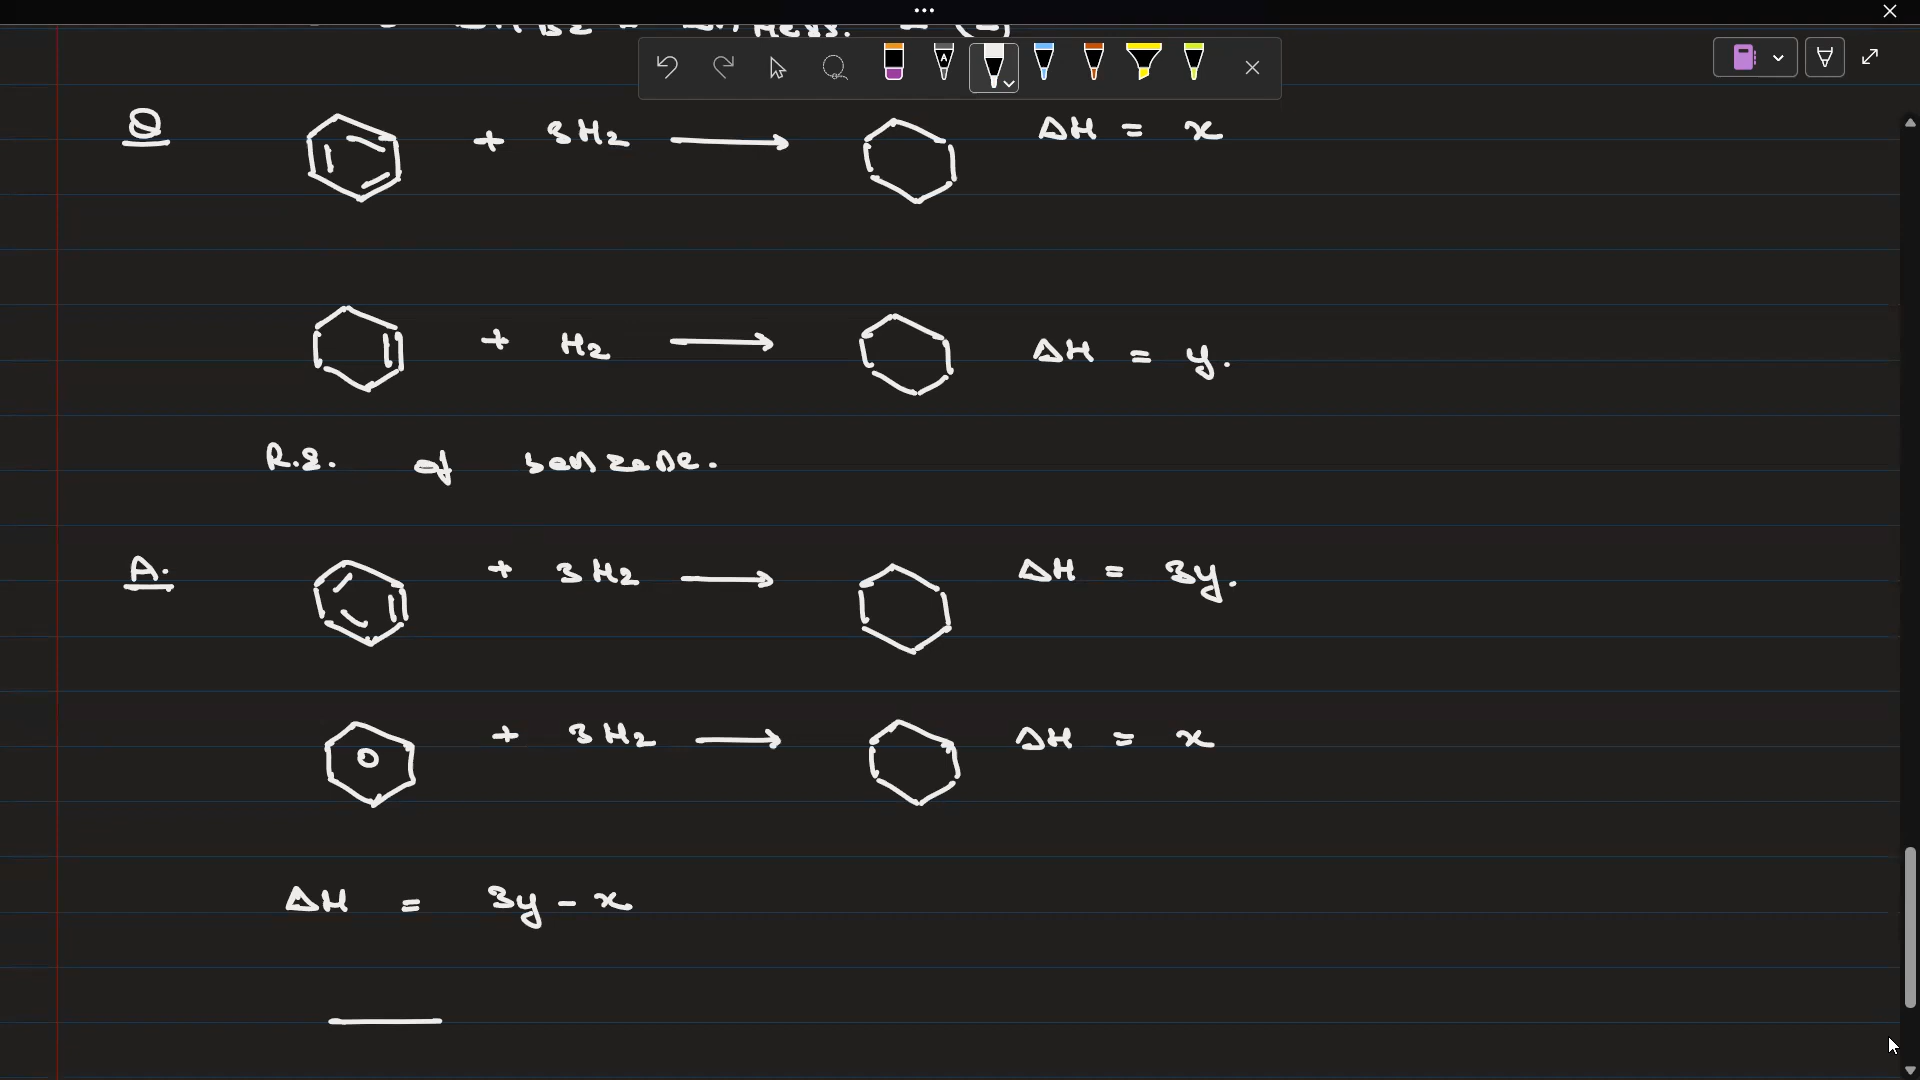 Q + 3H2 → ΔH = x
+ H2 → ΔH = y.
R.E. of benzene.
A. + 3H2 → ΔH = 3y.
+ 3H2 → ΔH = x
ΔH = 3y - x